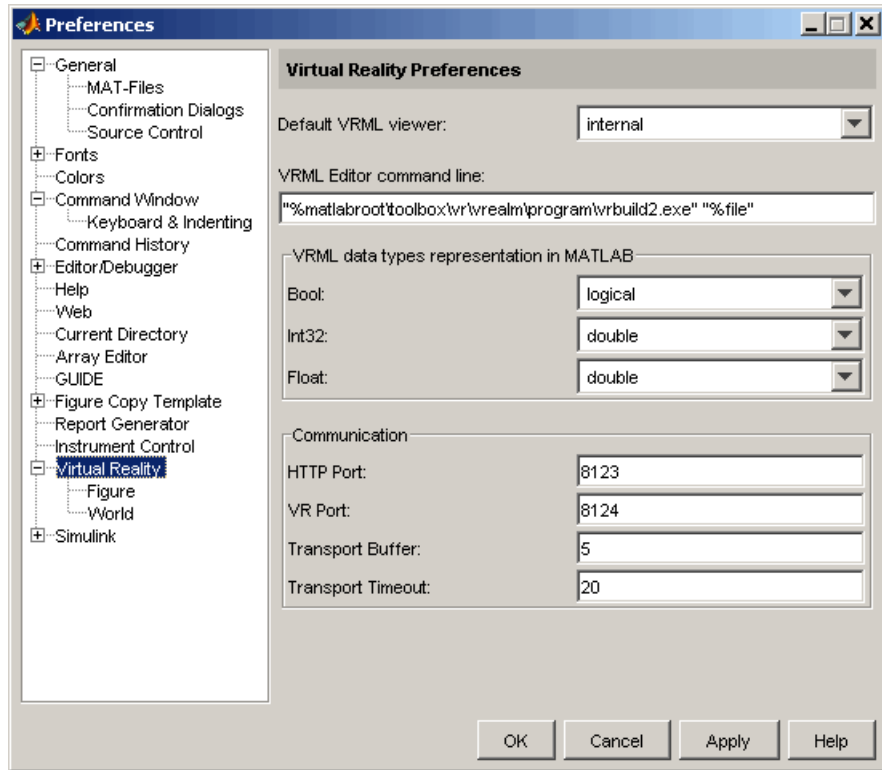 Preferences
General
MAT-Files
Confirmation Dialogs
Source Control
Fonts
Colors
Command Window
Keyboard & Indenting
Command History
Editor/Debugger
Help
Web
Current Directory
Array Editor
GUIDE
Figure Copy Template
Report Generator
Instrument Control
Virtual Reality
Figure
World
Simulink
Virtual Reality Preferences
Default VRML viewer: internal
VRML Editor command line:
"%matlabroot\toolbox\vr\vrealm\program\vrbuild2.exe" "%file"
VRML data types representation in MATLAB
Bool: logical
Int32: double
Float: double
Communication
HTTP Port: 8123
VR Port: 8124
Transport Buffer: 5
Transport Timeout: 20
OK Cancel Apply Help